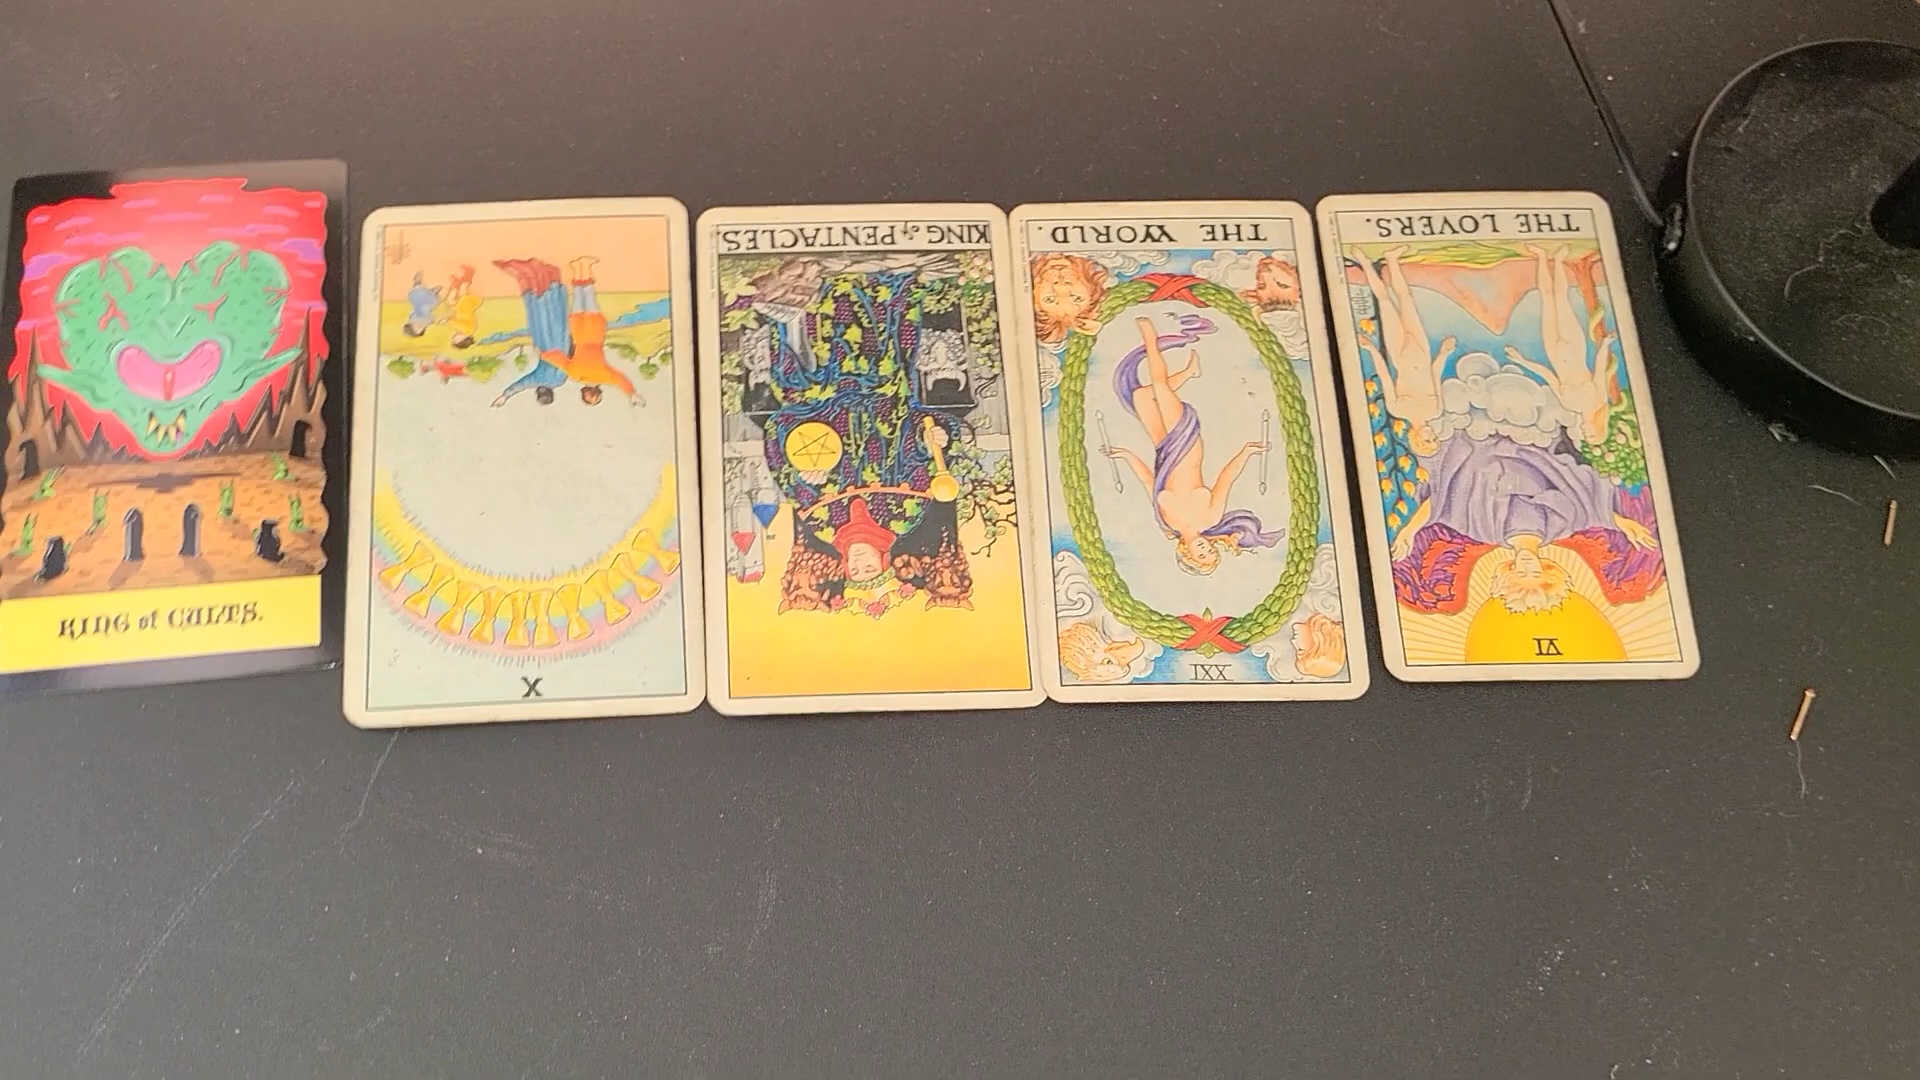 KING of CULTS.
X
KING of PENTACLES.
THE WORLD.
XXI
THE LOVERS.
VI